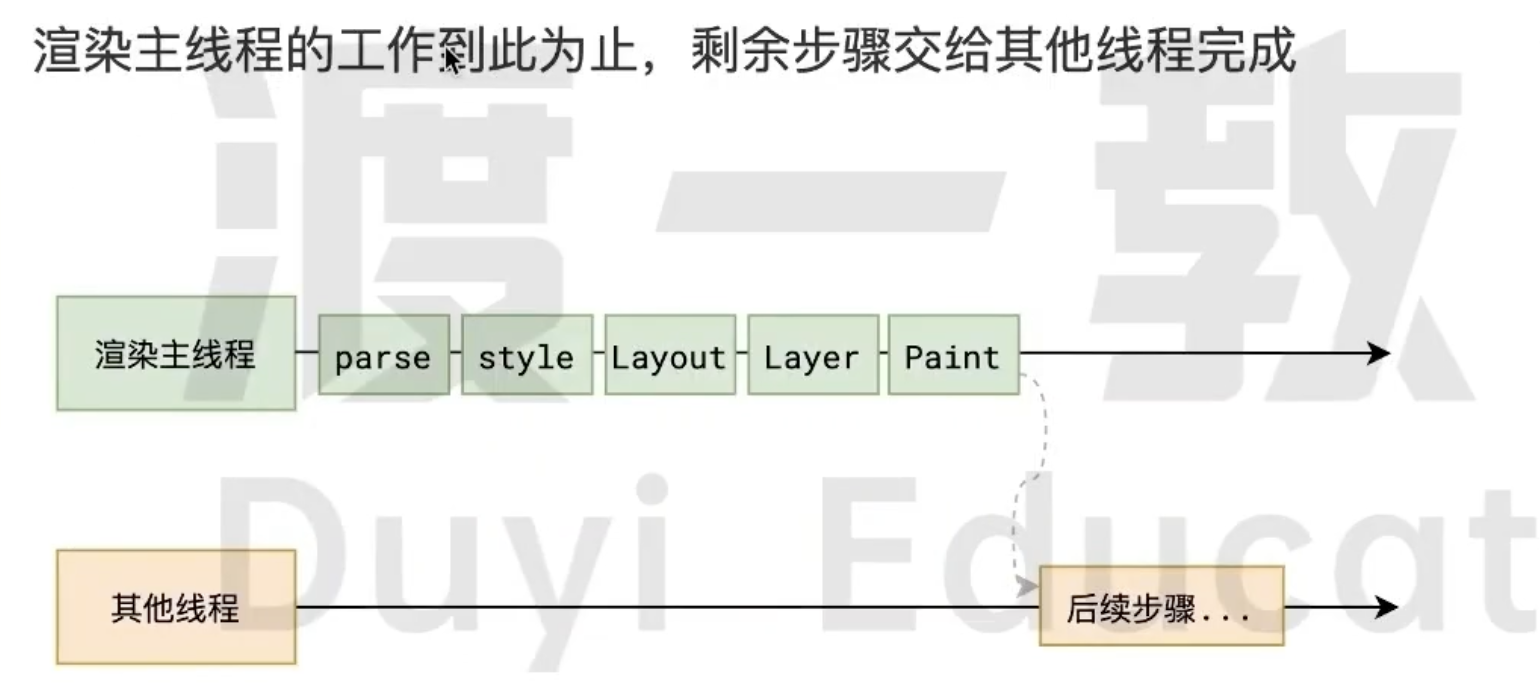 渲染主线程的工作到此为止，剩余步骤交给其他线程完成
渡一教
渲染主线程
parse
style
Layout
Layer
Paint
Duyi Educat
其他线程
后续步骤...